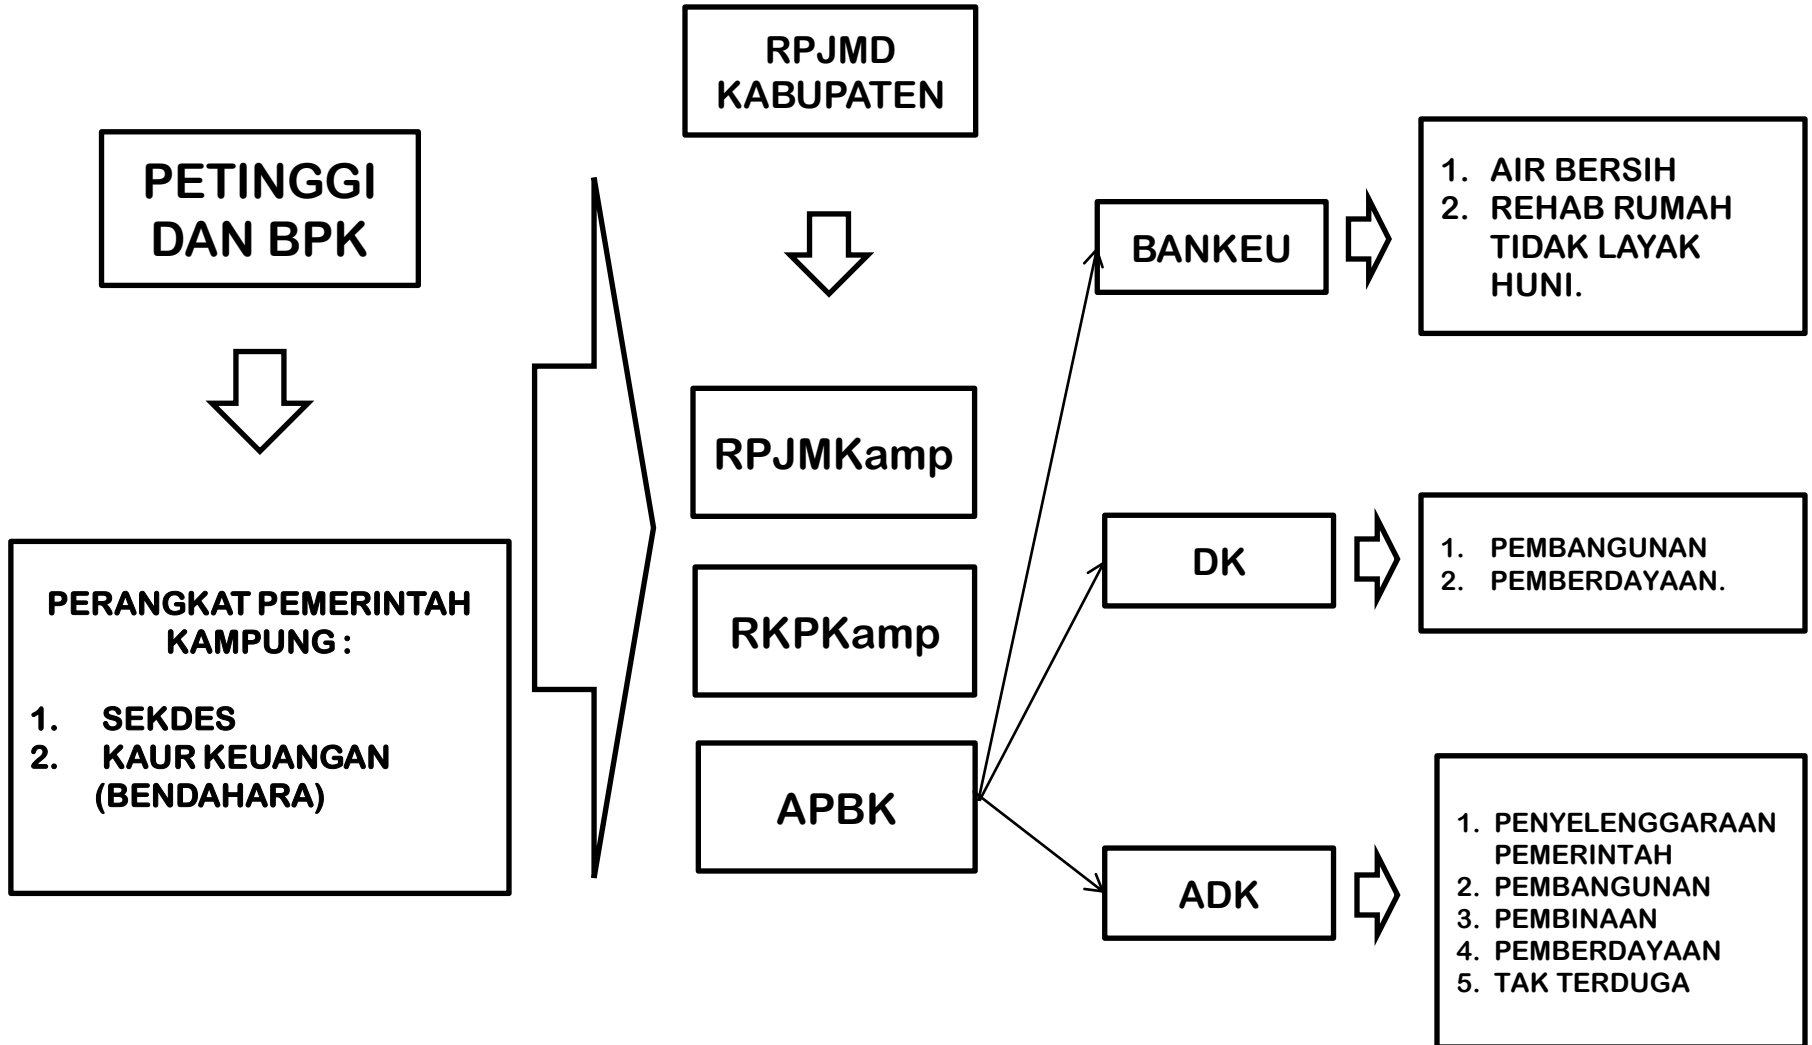 PETINGGI
DAN BPK
PERANGKAT PEMERINTAH
KAMPUNG :
1. SEKDES
2. KAUR KEUANGAN
(BENDAHARA)
RPJMD
KABUPATEN
RPJMKamp
RKPKamp
APBK
BANKEU
1. AIR BERSIH
2. REHAB RUMAH
TIDAK LAYAK
HUNI.
DK
1. PEMBANGUNAN
2. PEMBERDAYAAN.
ADK
1. PENYELENGGARAAN
PEMERINTAH
2. PEMBANGUNAN
3. PEMBINAAN
4. PEMBERDAYAAN
5. TAK TERDUGA